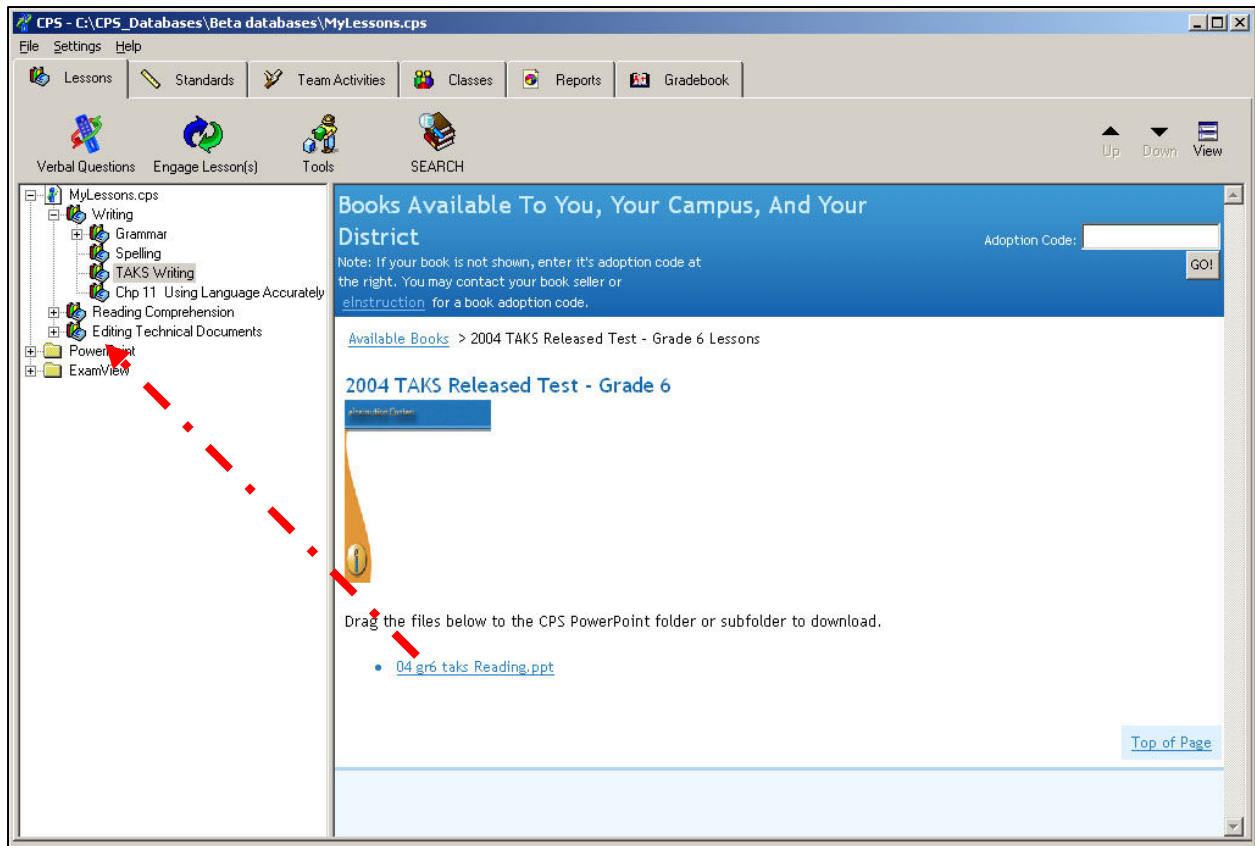 CPS - C:\CPS_Databases\Beta databases\MyLessons.cps
File Settings Help
Lessons Standards Team Activities Classes Reports Gradebook
Verbal Questions Engage Lesson(s) Tools SEARCH Up Down View
MyLessons.cps
Writing
Grammar
Spelling
TAKS Writing
Chp 11 Using Language Accurately
Reading Comprehension
Editing Technical Documents
PowerPoint
ExamView
Books Available To You, Your Campus, And Your
District
Note: If your book is not shown, enter it's adoption code at
the right. You may contact your book seller or
eInstruction for a book adoption code.
Adoption Code:
GO!
Available Books > 2004 TAKS Released Test - Grade 6 Lessons
2004 TAKS Released Test - Grade 6
Drag the files below to the CPS PowerPoint folder or subfolder to download.
• 04 gr6 taks Reading.ppt
Top of Page